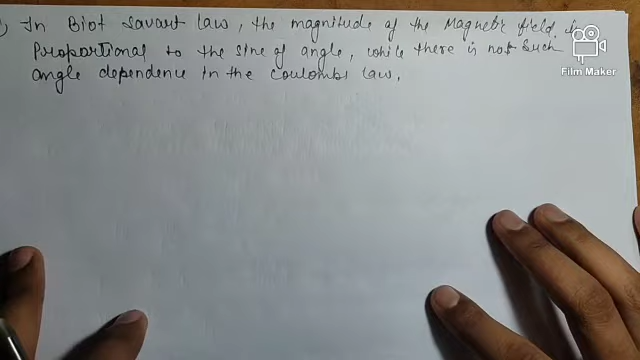 ) In Biot Savart law, the magnitude of the Magnetic field is
Proportional to the sine of angle, while there is not such
angle dependence in the coulombs law.
Film Maker